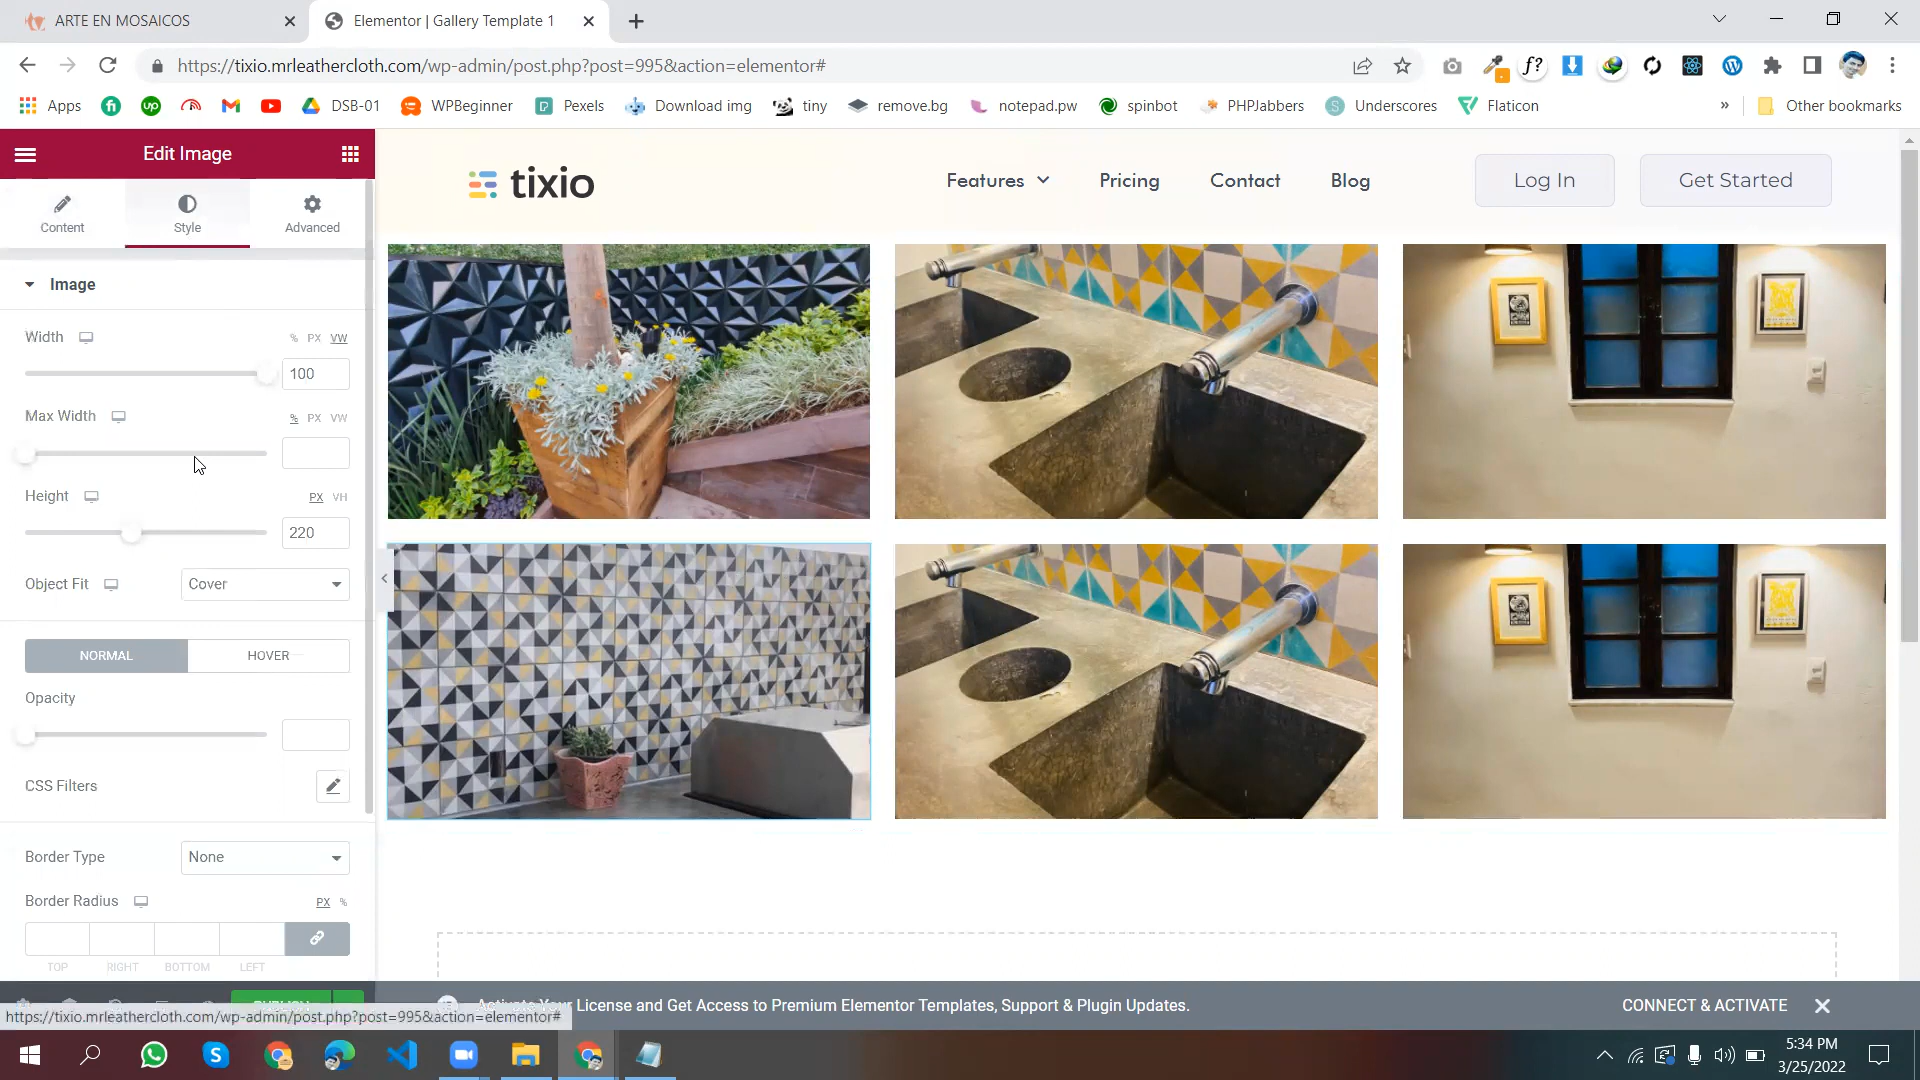 ARTE EN MOSAICOS
Elementor | Gallery Template 1
https://tixio.mrleathercloth.com/wp-admin/post.php?post=995&action=elementor#
Apps
DSB-01
WPBeginner
Pexels
Download img
tiny
remove.bg
notepad.pw
spinbot
PHPJabbers
Underscores
Flaticon
»
Other bookmarks
Edit Image
Content
Style
Advanced
Image
Width
% PX VW
100
Max Width
% PX VW
Height
PX VH
220
Object Fit
Cover
NORMAL
HOVER
Opacity
CSS Filters
Border Type
None
Border Radius
PX %
TOP
RIGHT
BOTTOM
LEFT
tixio
Features
Pricing
Contact
Blog
Log In
Get Started
Activate Your License and Get Access to Premium Elementor Templates, Support & Plugin Updates.
CONNECT & ACTIVATE
PUBLISH
https://tixio.mrleathercloth.com/wp-admin/post.php?post=995&action=elementor#
5:34 PM
3/25/2022